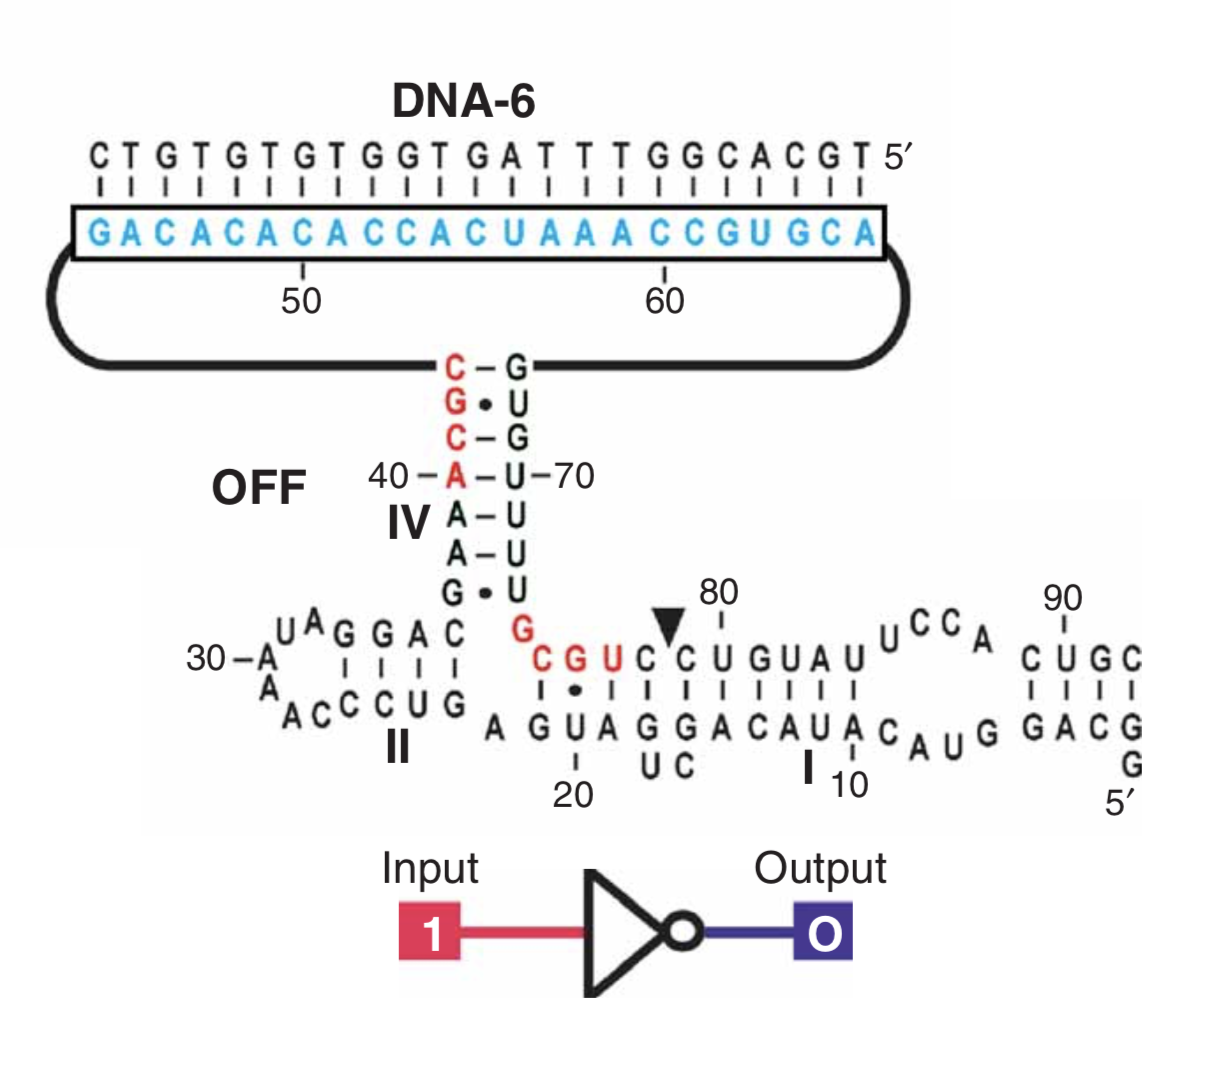 DNA-6
C T G T G T G T G G T G A T T T G G C A C G T 5′
G A C A C A C A C C A C U A A A C C G U G C A
50 60
C – G
G • U
C – G
OFF 40 – A – U – 70
IV A – U
A – U
G • U
80 90
U A G G A C G U C C A
30 – A C G U C C U G U A U U C U G C
A A C C C C U G A G U A G G A C A U A C A U G G A C G
II 20 U C I 10 G
5′
Input Output
1 O